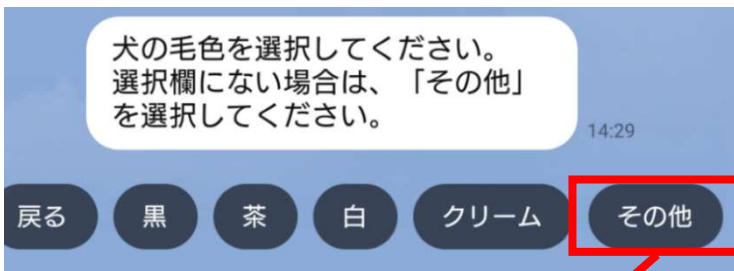 犬の毛色を選択してください。
選択欄にない場合は、「その他」
を選択してください。
14:29
戻る 黒 茶 白 クリーム その他